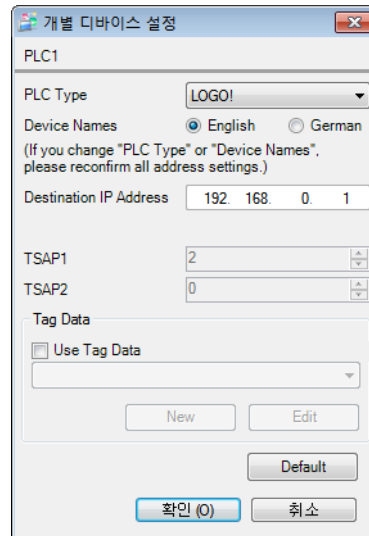 개별 디바이스 설정
PLC1
PLC Type LOGO!
Device Names English German
(If you change "PLC Type" or "Device Names",
please reconfirm all address settings.)
Destination IP Address 192. 168. 0. 1
TSAP1 2
TSAP2 0
Tag Data
Use Tag Data
New Edit
Default
확인 (O) 취소